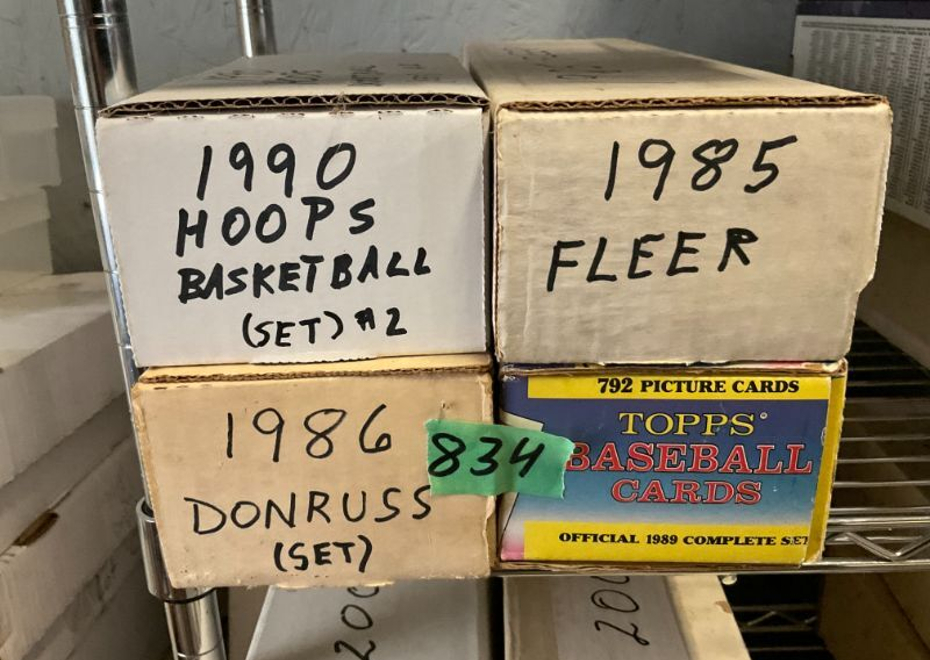 1990
HOOPS
BASKETBALL
(SET) #2
1985
FLEER
1986
DONRUSS
(SET)
834
792 PICTURE CARDS
TOPPS
BASEBALL
CARDS
OFFICIAL 1989 COMPLETE SET